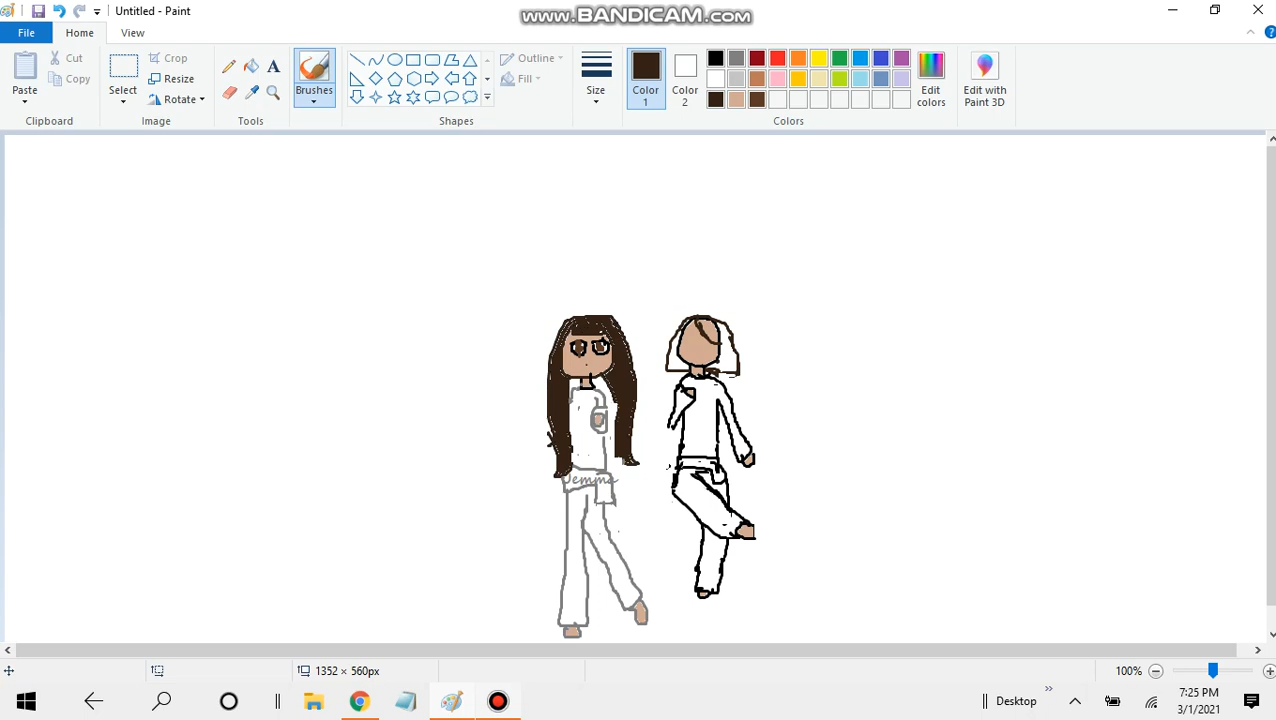 www.BANDICAM.com
Untitled - Paint
File
Home
View
Paste
Cut
Copy
Clipboard
Select
Crop
Resize
Rotate
Image
Tools
Brushes
Shapes
Outline
Fill
Size
Color 1
Color 2
Colors
Edit colors
Edit with Paint 3D
Jemma
1352 × 560px
100%
Desktop
7:25 PM
3/1/2021